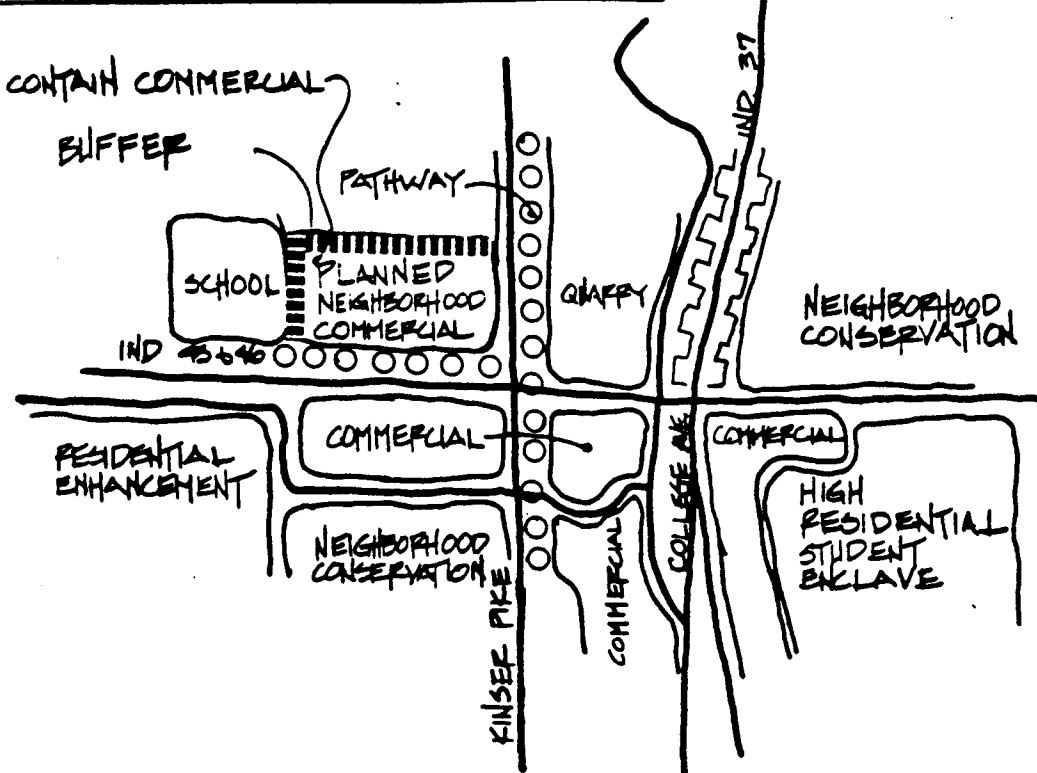 CONTAIN COMMERCIAL
BUFFER
PATHWAY
IND 37
SCHOOL
PLANNED
NEIGHBORHOOD
COMMERCIAL
QUARRY
NEIGHBORHOOD
CONSERVATION
IND 45 & 46
RESIDENTIAL
ENHANCEMENT
COMMERCIAL
COLLEGE AVE
COMMERCIAL
NEIGHBORHOOD
CONSERVATION
KINSER PIKE
COMMERCIAL
HIGH
RESIDENTIAL
STUDENT
ENCLAVE